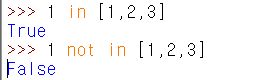 >>> 1 in [1,2,3]
True
>>> 1 not in [1,2,3]
False